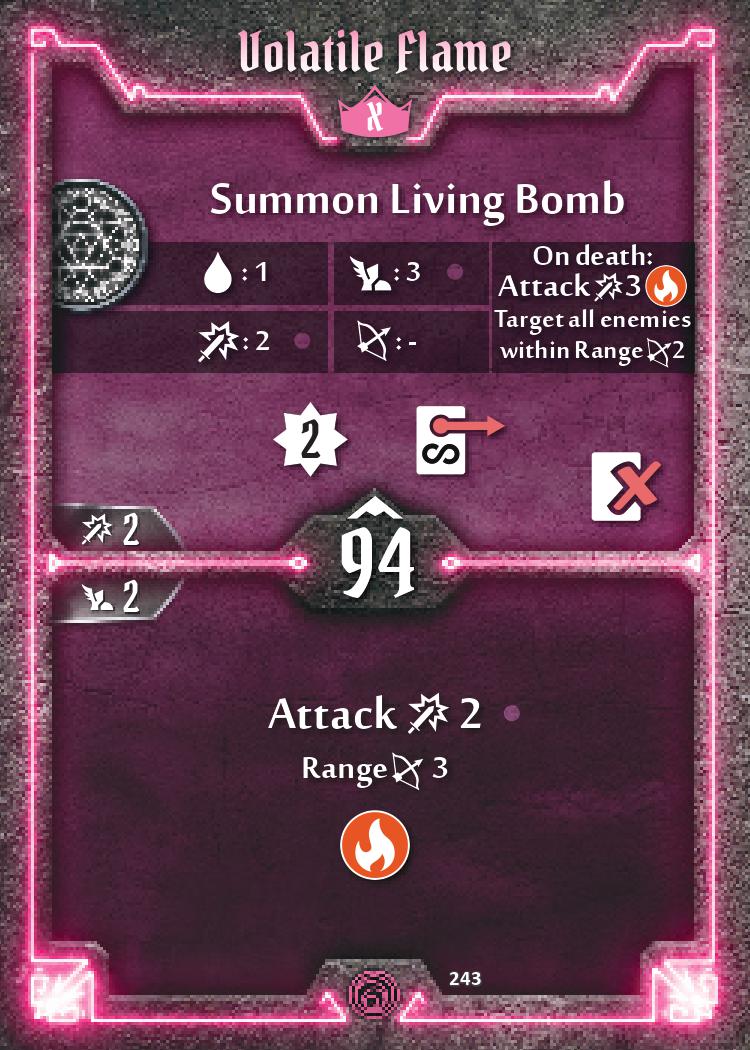 Volatile Flame
X
Summon Living Bomb
: 1
: 3
On death:
Attack 3
: 2
: -
Target all enemies
within Range 2
2
2
94
2
Attack 2
Range 3
243